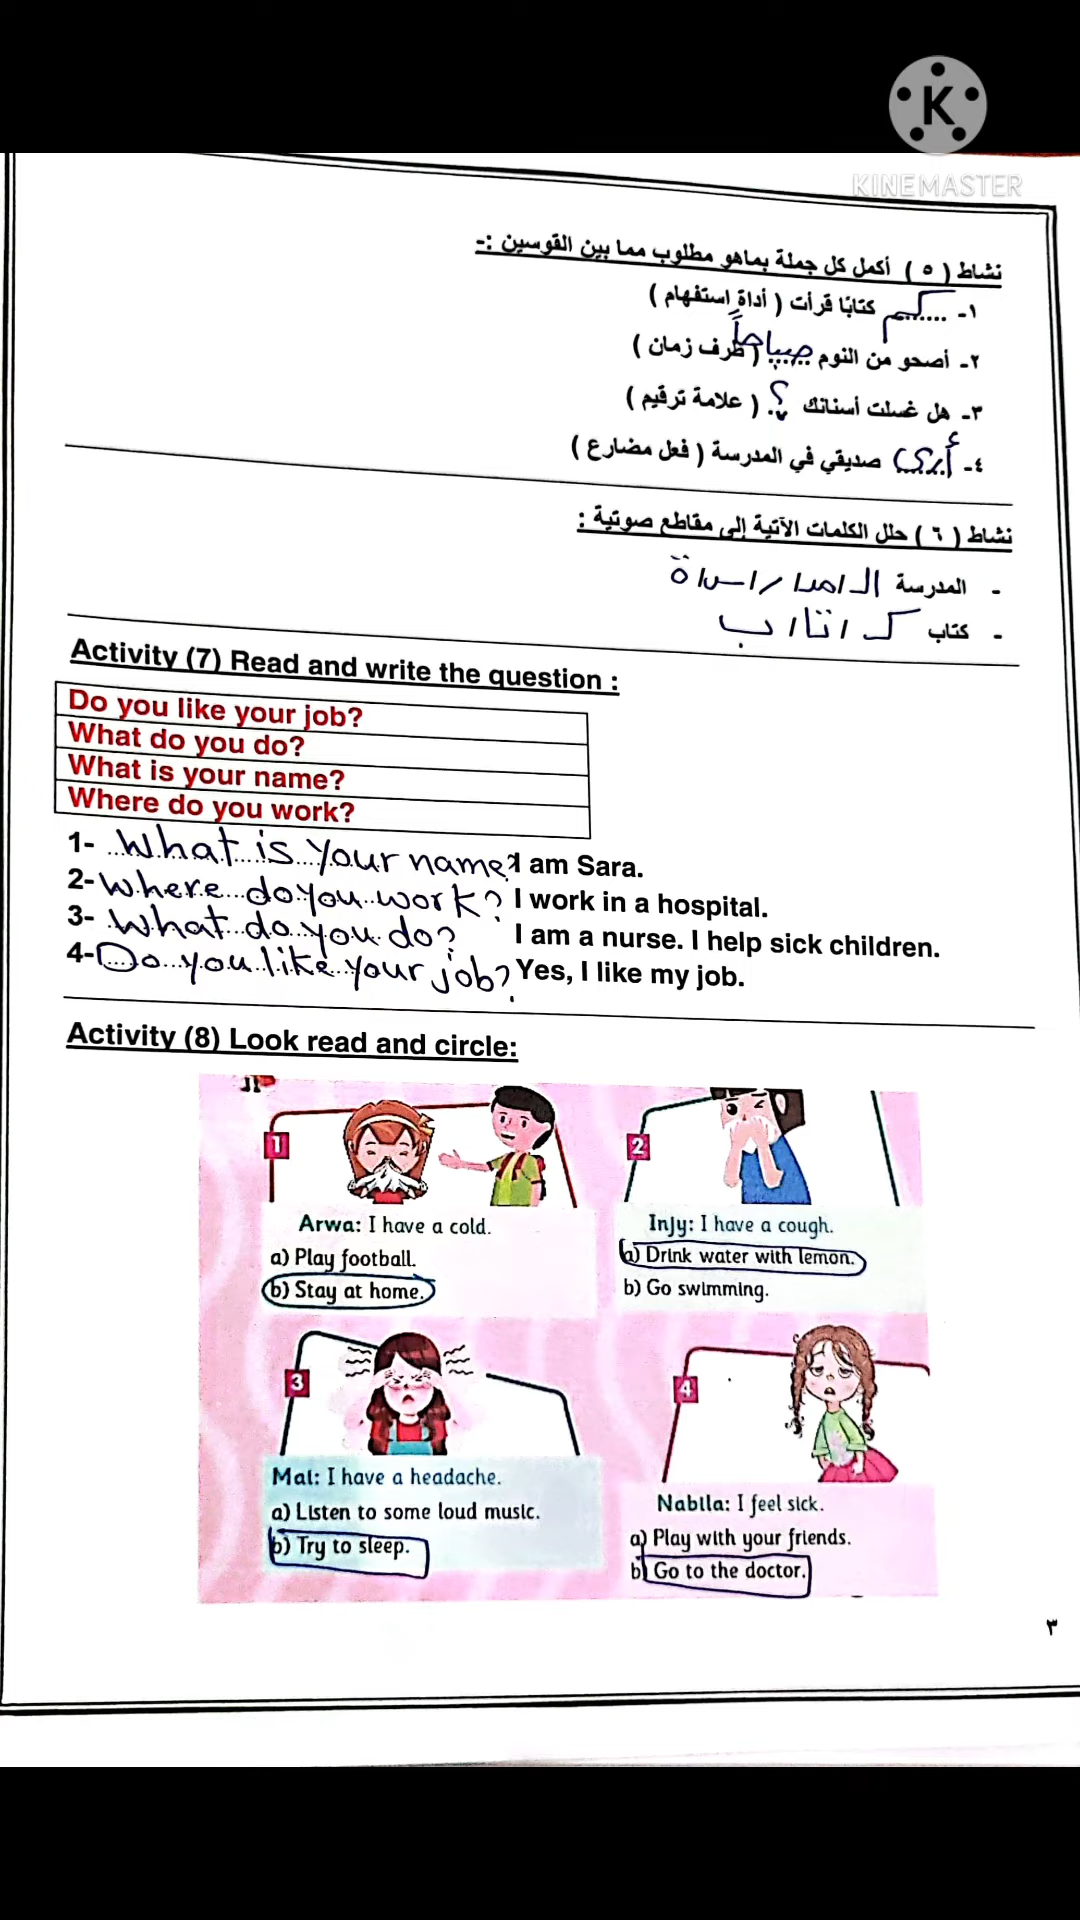 K
KINEMASTER
نشاط ( ٥ ) أكمل كل جملة بماهو مطلوب مما بين القوسين :-
١- كم كتابًا قرأت ( أداة إستفهام )
٢- أصحو من النوم صباحاً ( ظرف زمان )
٣- هل غسلت أسنانك ؟ ( علامة ترقيم )
٤- أرى صديقي في المدرسة ( فعل مضارع )
نشاط ( ٦ ) حلل الكلمات الآتية إلى مقاطع صوتية :
- المدرسة الـ / مد / ر / سـ / ة
- كتاب كـ / تا / ب
Activity (7) Read and write the question :
Do you like your job?
What do you do?
What is your name?
Where do you work?
1- What is your name? I am Sara.
2- Where do you work? I work in a hospital.
3- What do you do? I am a nurse. I help sick children.
4- Do you like your job? Yes, I like my job.
Activity (8) Look read and circle:
1
2
Arwa: I have a cold.
a) Play football.
b) Stay at home.
Injy: I have a cough.
a) Drink water with lemon.
b) Go swimming.
3
4
Mai: I have a headache.
a) Listen to some loud music.
b) Try to sleep.
Nabila: I feel sick.
a) Play with your friends.
b) Go to the doctor.
٣